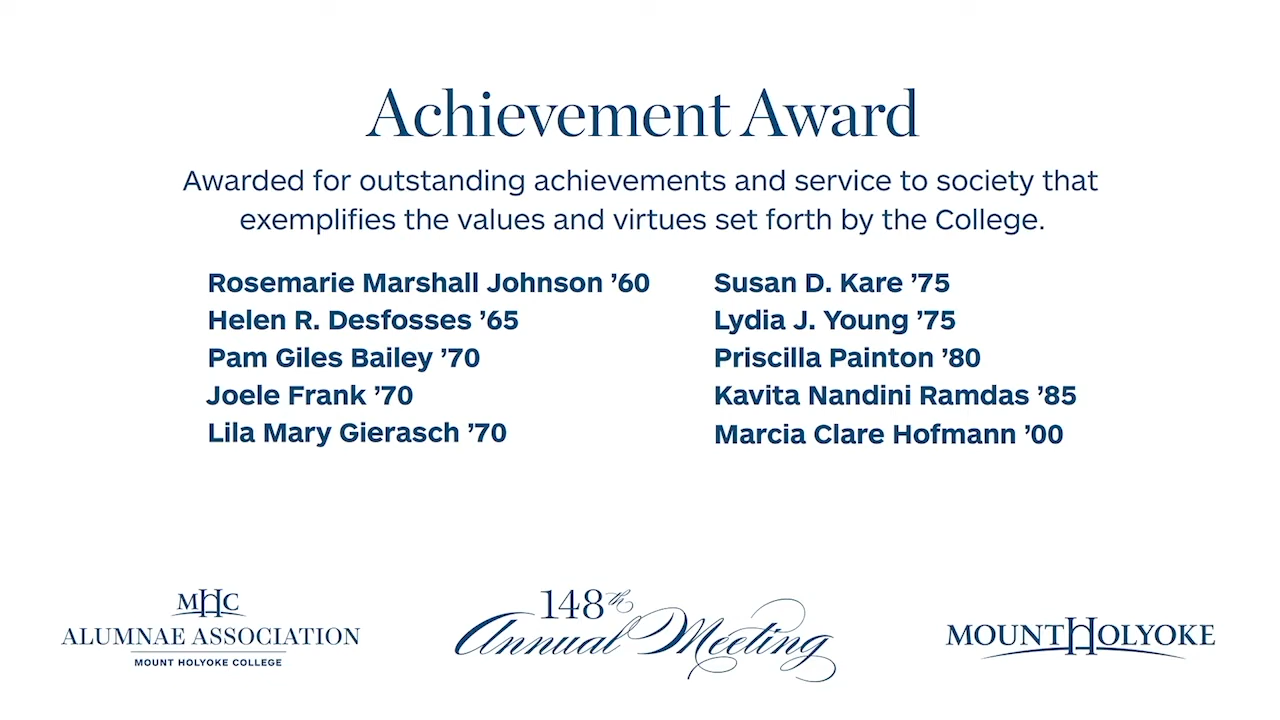 Achievement Award
Awarded for outstanding achievements and service to society that
exemplifies the values and virtues set forth by the College.
Rosemarie Marshall Johnson ’60
Helen R. Desfosses ’65
Pam Giles Bailey ’70
Joele Frank ’70
Lila Mary Gierasch ’70
Susan D. Kare ’75
Lydia J. Young ’75
Priscilla Painton ’80
Kavita Nandini Ramdas ’85
Marcia Clare Hofmann ’00
MHC
ALUMNAE ASSOCIATION
MOUNT HOLYOKE COLLEGE
148th
Annual Meeting
MOUNT HOLYOKE